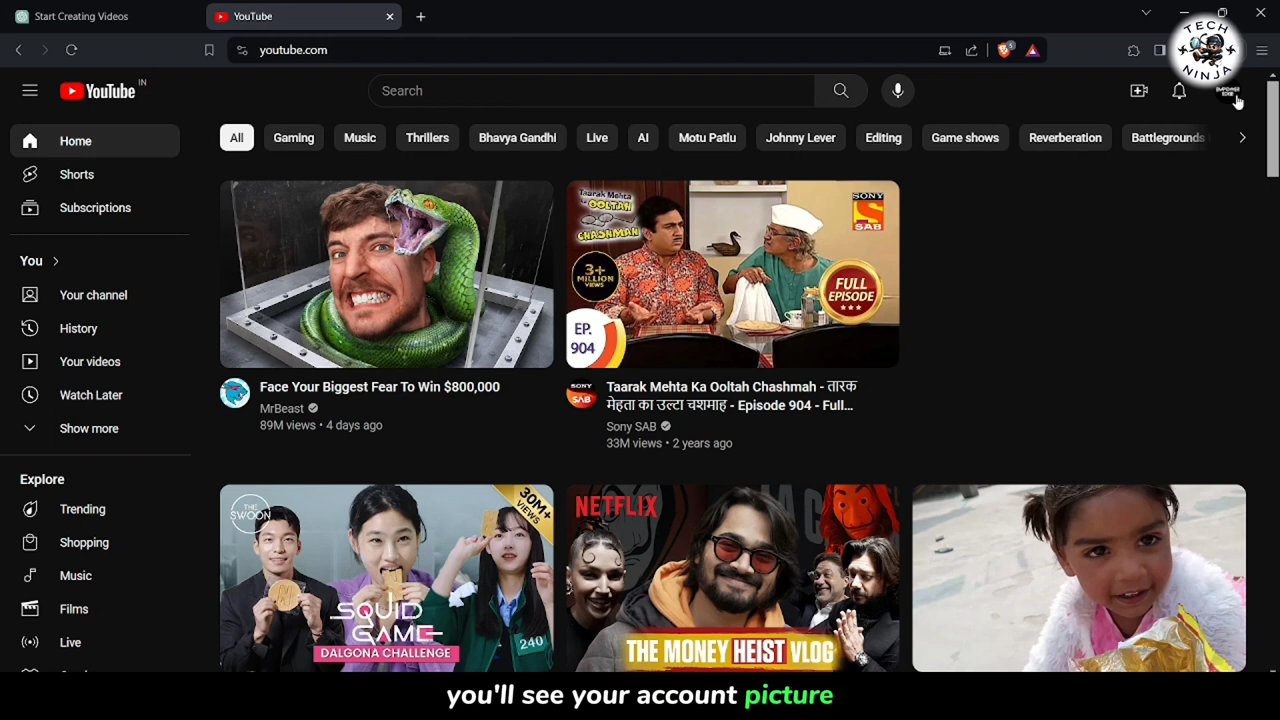 Start Creating Videos
YouTube
youtube.com
5
TECH
NINJA
YouTube IN
Search
EMPOWER
Home
Shorts
Subscriptions
You
Your channel
History
Your videos
Watch Later
Show more
Explore
Trending
Shopping
Music
Films
Live
All
Gaming
Music
Thrillers
Bhavya Gandhi
Live
AI
Motu Patlu
Johnny Lever
Editing
Game shows
Reverberation
Battlegrounds
Taarak Mehta
Ka
OOLTAH
CHASHMAH
3+
MILLION
VIEWS
EP.
904
SONY
SAB
FULL
EPISODE
Face Your Biggest Fear To Win $800,000
MrBeast
89M views • 4 days ago
SONY
SAB
Taarak Mehta Ka Ooltah Chashmah - तारक
मेहता का उल्टा चशमाह - Episode 904 - Full...
Sony SAB
33M views • 2 years ago
THE
SWOON
30M+
VIEWS
SQUID
GAME
DALGONA CHALLENGE
240
NETFLIX
THE MONEY HEIST VLOG
you'll see your account picture